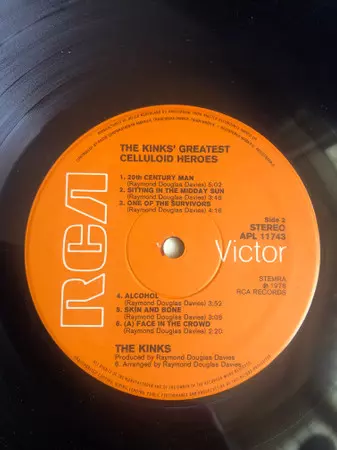 THE KINKS' GREATEST
CELLULOID HEROES
1. 20th CENTURY MAN
(Raymond Douglas Davies) 5:02
2. SITTING IN THE MIDDAY SUN
(Raymond Douglas Davies) 3:46
3. ONE OF THE SURVIVORS
(Raymond Douglas Davies) 4:16
Side 2
STEREO
APL 11743
RCA
Victor
STEMRA
℗ 1976
RCA RECORDS
4. ALCOHOL
(Raymond Douglas Davies) 3:52
5. SKIN AND BONE
(Raymond Douglas Davies) 3:06
6. (A) FACE IN THE CROWD
(Raymond Douglas Davies) 2:20
THE KINKS
Produced by Raymond Douglas Davies
& Arranged by Raymond Douglas Davies